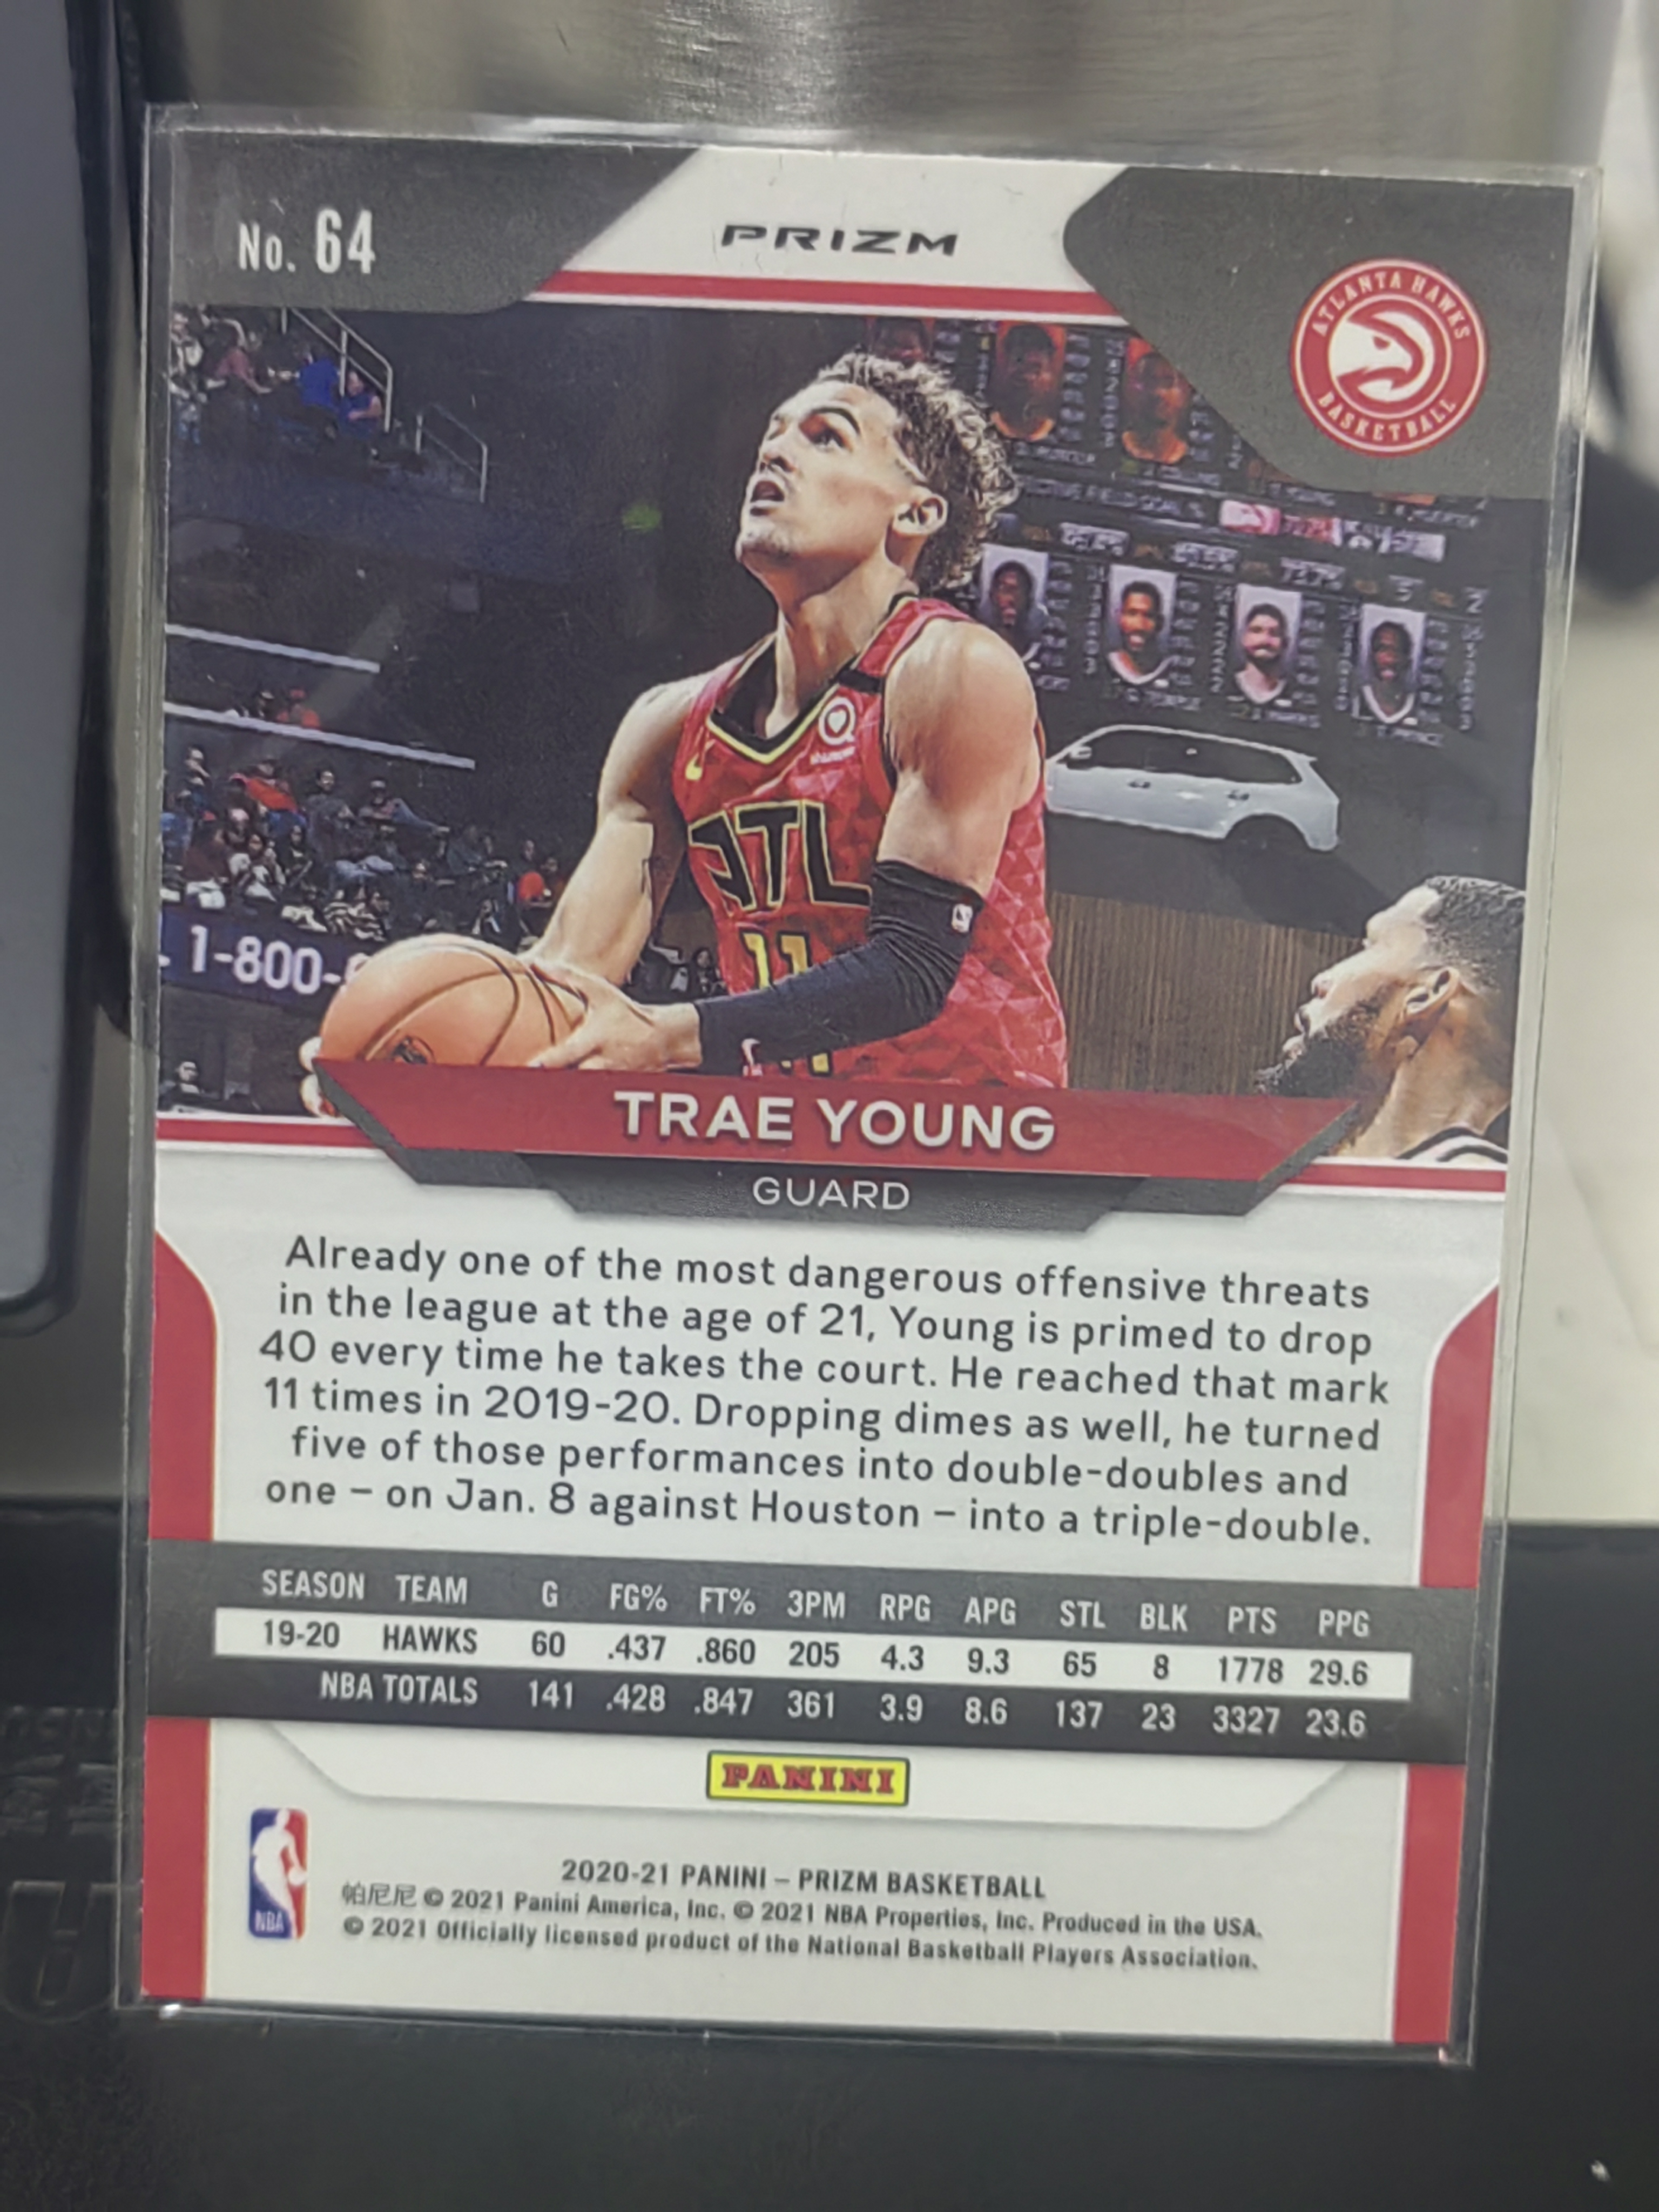 No. 64
PRIZM
ATLANTA HAWKS
BASKETBALL
1-800-
ATL
11
TRAE YOUNG
GUARD
Already one of the most dangerous offensive threats
in the league at the age of 21, Young is primed to drop
40 every time he takes the court. He reached that mark
11 times in 2019-20. Dropping dimes as well, he turned
five of those performances into double-doubles and
one – on Jan. 8 against Houston – into a triple-double.
SEASON TEAM G FG% FT% 3PM RPG APG STL BLK PTS PPG
19-20 HAWKS 60 .437 .860 205 4.3 9.3 65 8 1778 29.6
NBA TOTALS 141 .428 .847 361 3.9 8.6 137 23 3327 23.6
PANINI
NBA
2020-21 PANINI – PRIZM BASKETBALL
帕尼尼 © 2021 Panini America, Inc. © 2021 NBA Properties, Inc. Produced in the USA.
© 2021 Officially licensed product of the National Basketball Players Association.